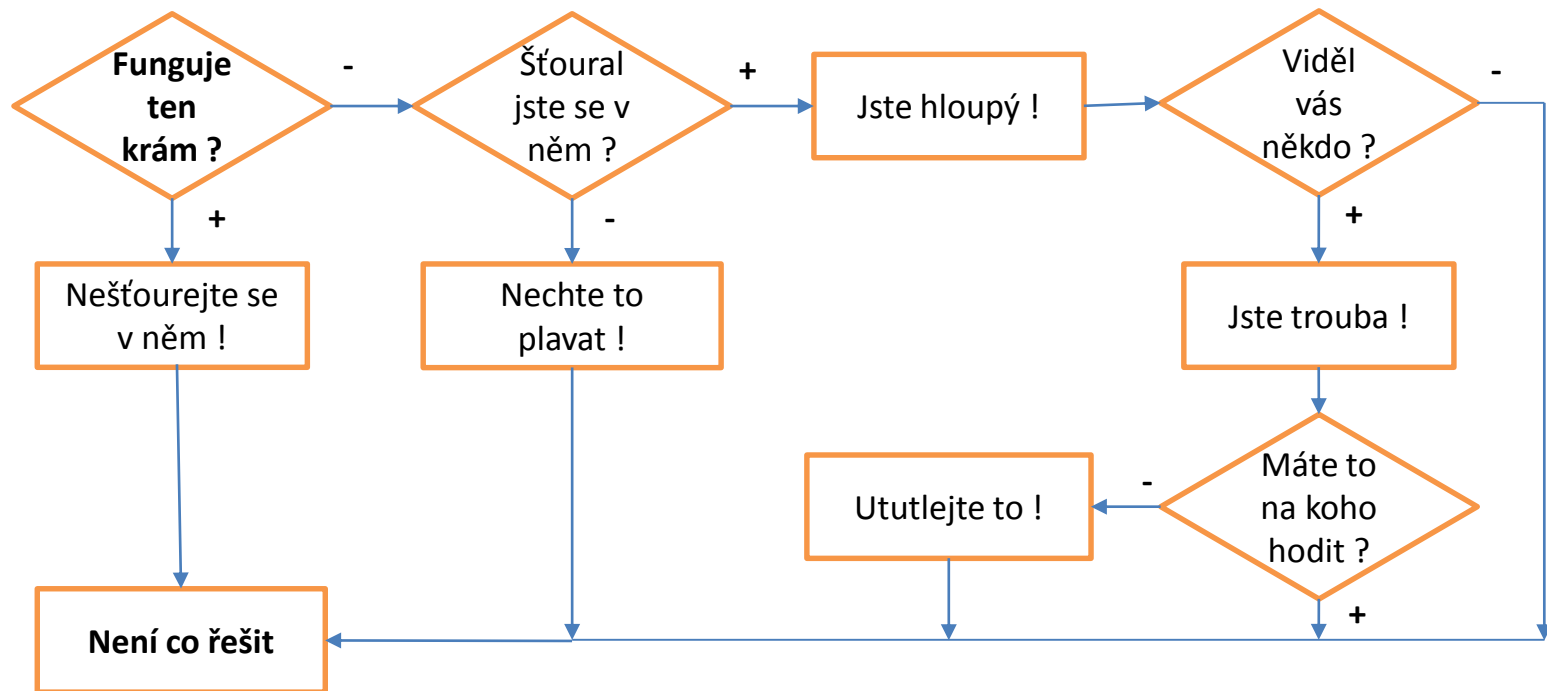 Funguje
ten
krám ?
-
Šťoural
jste se v
něm ?
+
Jste hloupý !
Viděl
vás
někdo ?
-
+
-
+
Nešťourejte se
v něm !
Nechte to
plavat !
Jste trouba !
Ututlejte to !
-
Máte to
na koho
hodit ?
+
Není co řešit